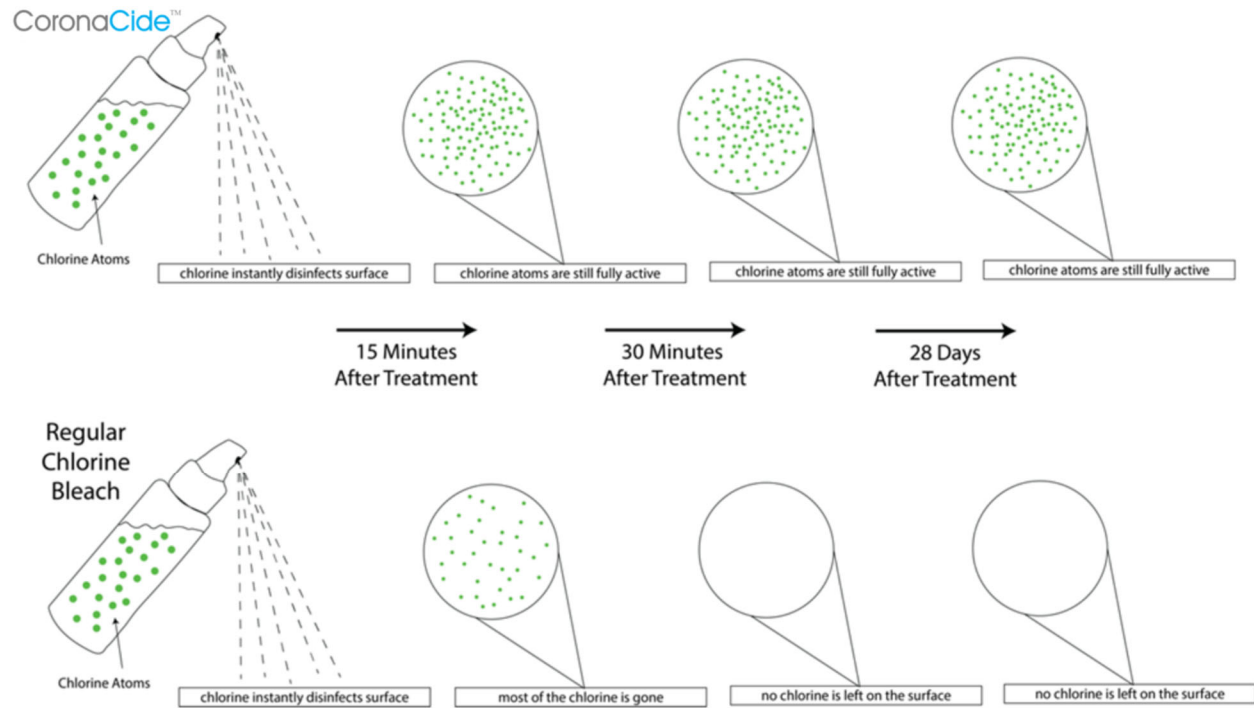 CoronaCide™
Chlorine Atoms
chlorine instantly disinfects surface
chlorine atoms are still fully active
chlorine atoms are still fully active
chlorine atoms are still fully active
15 Minutes
After Treatment
30 Minutes
After Treatment
28 Days
After Treatment
Regular
Chlorine
Bleach
Chlorine Atoms
chlorine instantly disinfects surface
most of the chlorine is gone
no chlorine is left on the surface
no chlorine is left on the surface